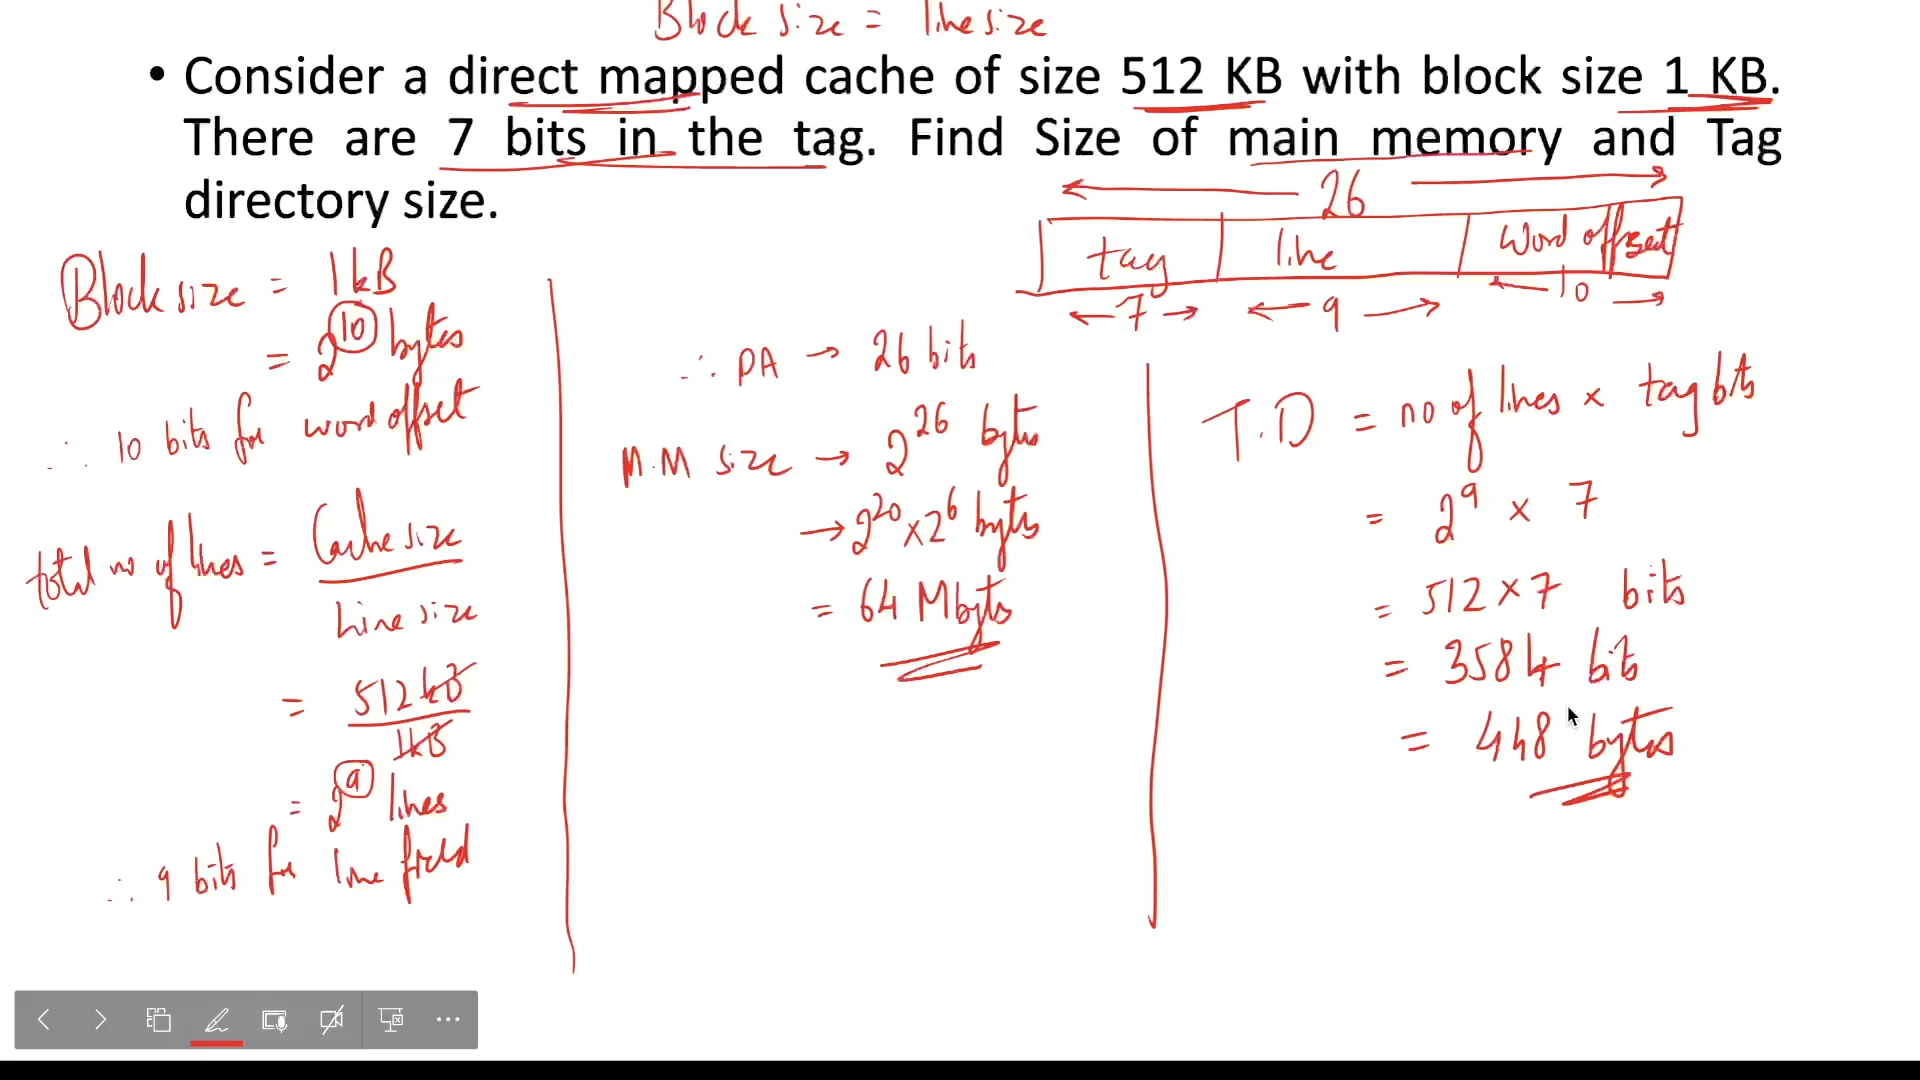 Block size = line size
• Consider a direct mapped cache of size 512 KB with block size 1 KB.
There are 7 bits in the tag. Find Size of main memory and Tag
directory size.
26
tag line word offset
7 9 10
Block size = 1kB
= 2^10 bytes
∴ 10 bits for word offset
total no of lines = Cache size
Line size
= 512 kB
1kB
= 2^9 lines
∴ 9 bits for line field
∴ PA → 26 bits
M.M size → 2^26 bytes
→ 2^20 × 2^6 bytes
= 64 Mbyts
T.D = no of lines × tag bits
= 2^9 × 7
= 512 × 7 bits
= 3584 bit
= 448 bytes